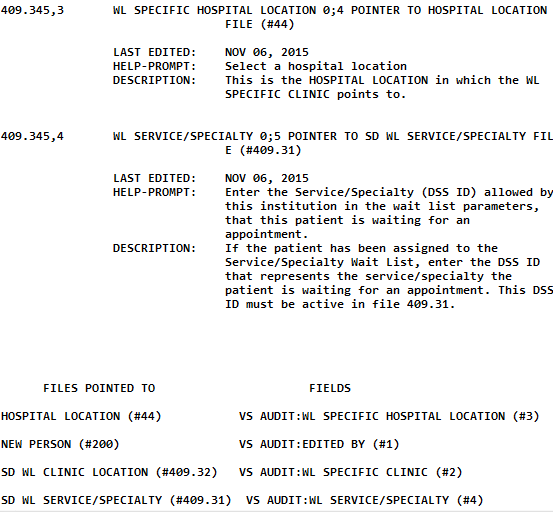 409.345,3 WL SPECIFIC HOSPITAL LOCATION 0;4 POINTER TO HOSPITAL LOCATION
FILE (#44)
LAST EDITED: NOV 06, 2015
HELP-PROMPT: Select a hospital location
DESCRIPTION: This is the HOSPITAL LOCATION in which the WL
SPECIFIC CLINIC points to.
409.345,4 WL SERVICE/SPECIALTY 0;5 POINTER TO SD WL SERVICE/SPECIALTY FIL
E (#409.31)
LAST EDITED: NOV 06, 2015
HELP-PROMPT: Enter the Service/Specialty (DSS ID) allowed by
this institution in the wait list parameters,
that this patient is waiting for an
appointment.
DESCRIPTION: If the patient has been assigned to the
Service/Specialty Wait List, enter the DSS ID
that represents the service/specialty the
patient is waiting for an appointment. This DSS
ID must be active in file 409.31.
FILES POINTED TO FIELDS
HOSPITAL LOCATION (#44) VS AUDIT:WL SPECIFIC HOSPITAL LOCATION (#3)
NEW PERSON (#200) VS AUDIT:EDITED BY (#1)
SD WL CLINIC LOCATION (#409.32) VS AUDIT:WL SPECIFIC CLINIC (#2)
SD WL SERVICE/SPECIALTY (#409.31) VS AUDIT:WL SERVICE/SPECIALTY (#4)